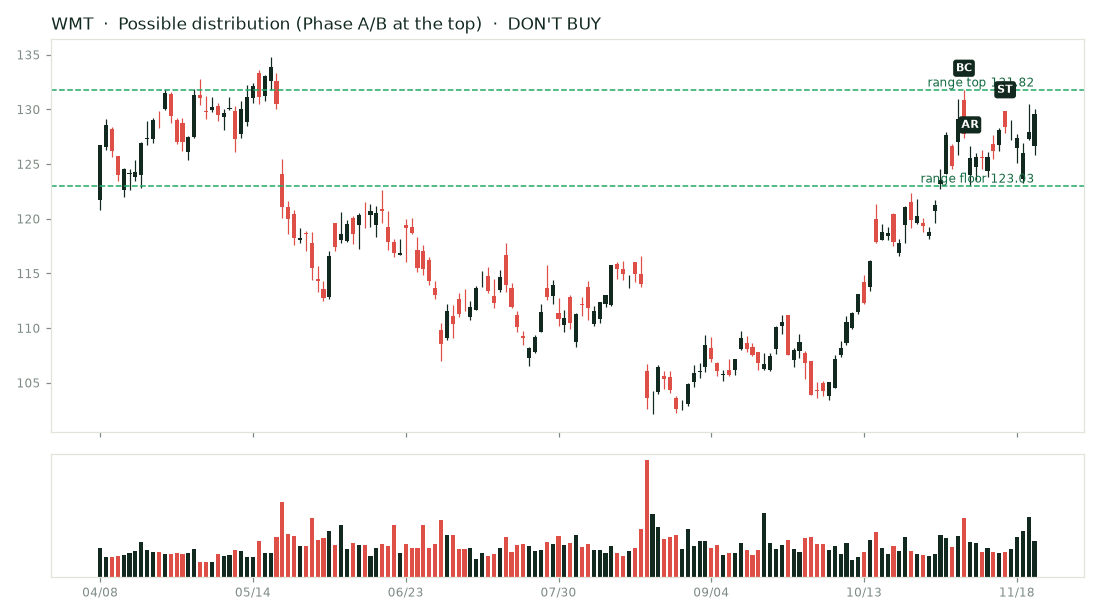 WMT · Possible distribution (Phase A/B at the top) · DON'T BUY
135
BC
range top 131.82
ST
130
AR
125
range floor 123.03
120
115
110
105
04/08 05/14 06/23 07/30 09/04 10/13 11/18